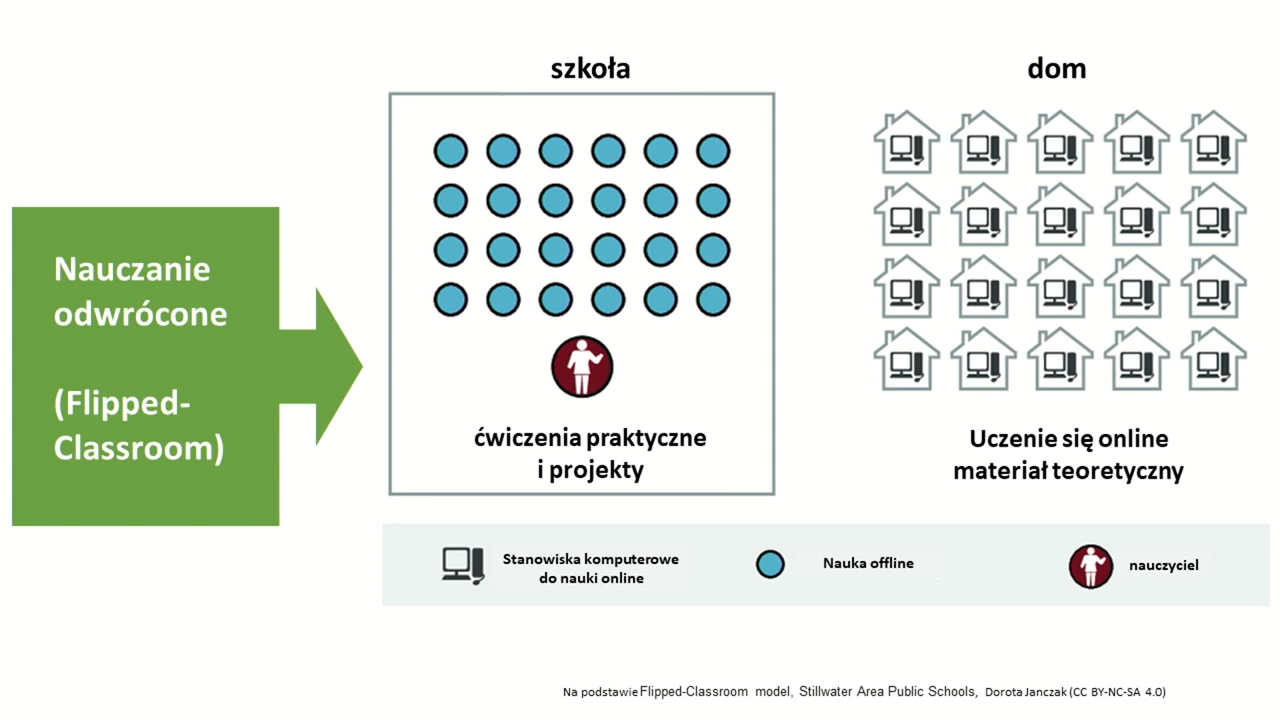 szkoła
dom
Nauczanie
odwrócone
(Flipped-
Classroom)
ćwiczenia praktyczne
i projekty
Uczenie się online
materiał teoretyczny
Stanowiska komputerowe
do nauki online
Nauka offline
nauczyciel
Na podstawie Flipped-Classroom model, Stillwater Area Public Schools, Dorota Janczak (CC BY-NC-SA 4.0)